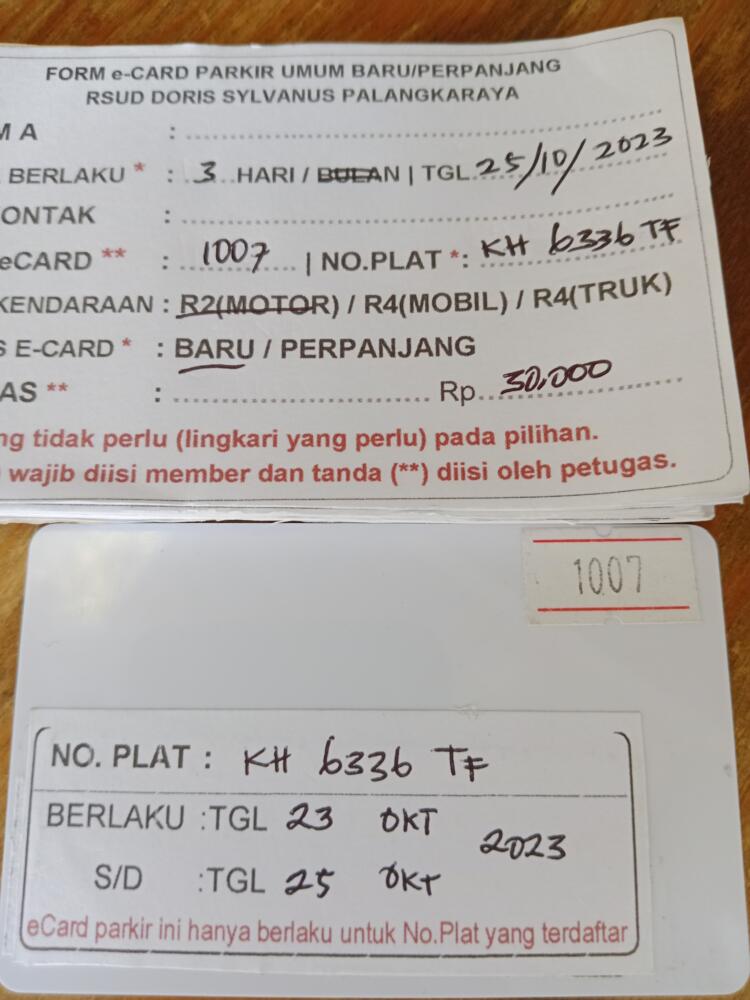 FORM e-CARD PARKIR UMUM BARU/PERPANJANG
RSUD DORIS SYLVANUS PALANGKARAYA
M A : ........................
BERLAKU * : 3 HARI / BULAN | TGL 25/10/2023
ONTAK : ........................
eCARD ** : 1007 | NO.PLAT *: KH 6336 TF
KENDARAAN : R2(MOTOR) / R4(MOBIL) / R4(TRUK)
S E-CARD * : BARU / PERPANJANG
AS ** : ........................ Rp 30,000
ng tidak perlu (lingkari yang perlu) pada pilihan.
) wajib diisi member dan tanda (**) diisi oleh petugas.
1007
NO. PLAT : KH 6336 TF
BERLAKU :TGL 23 OKT 2023
S/D :TGL 25 OKT
eCard parkir ini hanya berlaku untuk No.Plat yang terdaftar